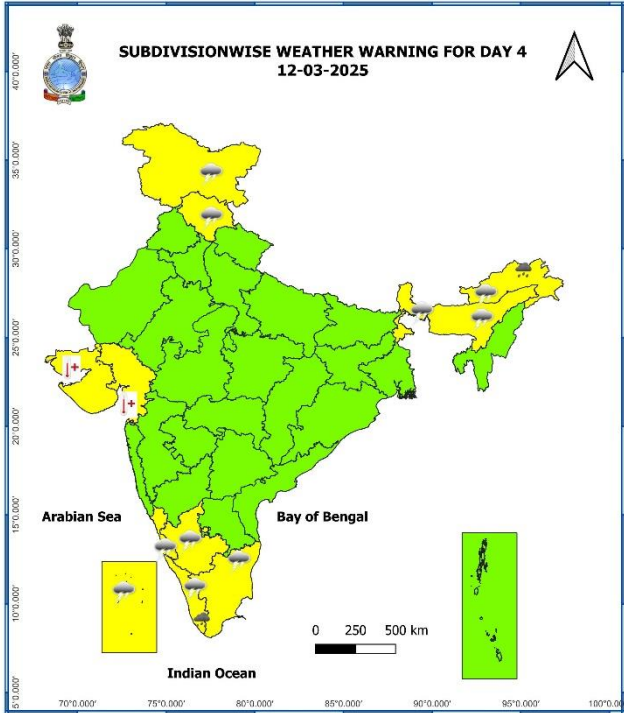 SUBDIVISIONWISE WEATHER WARNING FOR DAY 4
12-03-2025
40°0.000'
35°0.000'
30°0.000'
25°0.000'
20°0.000'
15°0.000'
10°0.000'
5°0.000'
Arabian Sea
Bay of Bengal
0 250 500 km
Indian Ocean
70°0.000' 75°0.000' 80°0.000' 85°0.000' 90°0.000' 95°0.000'